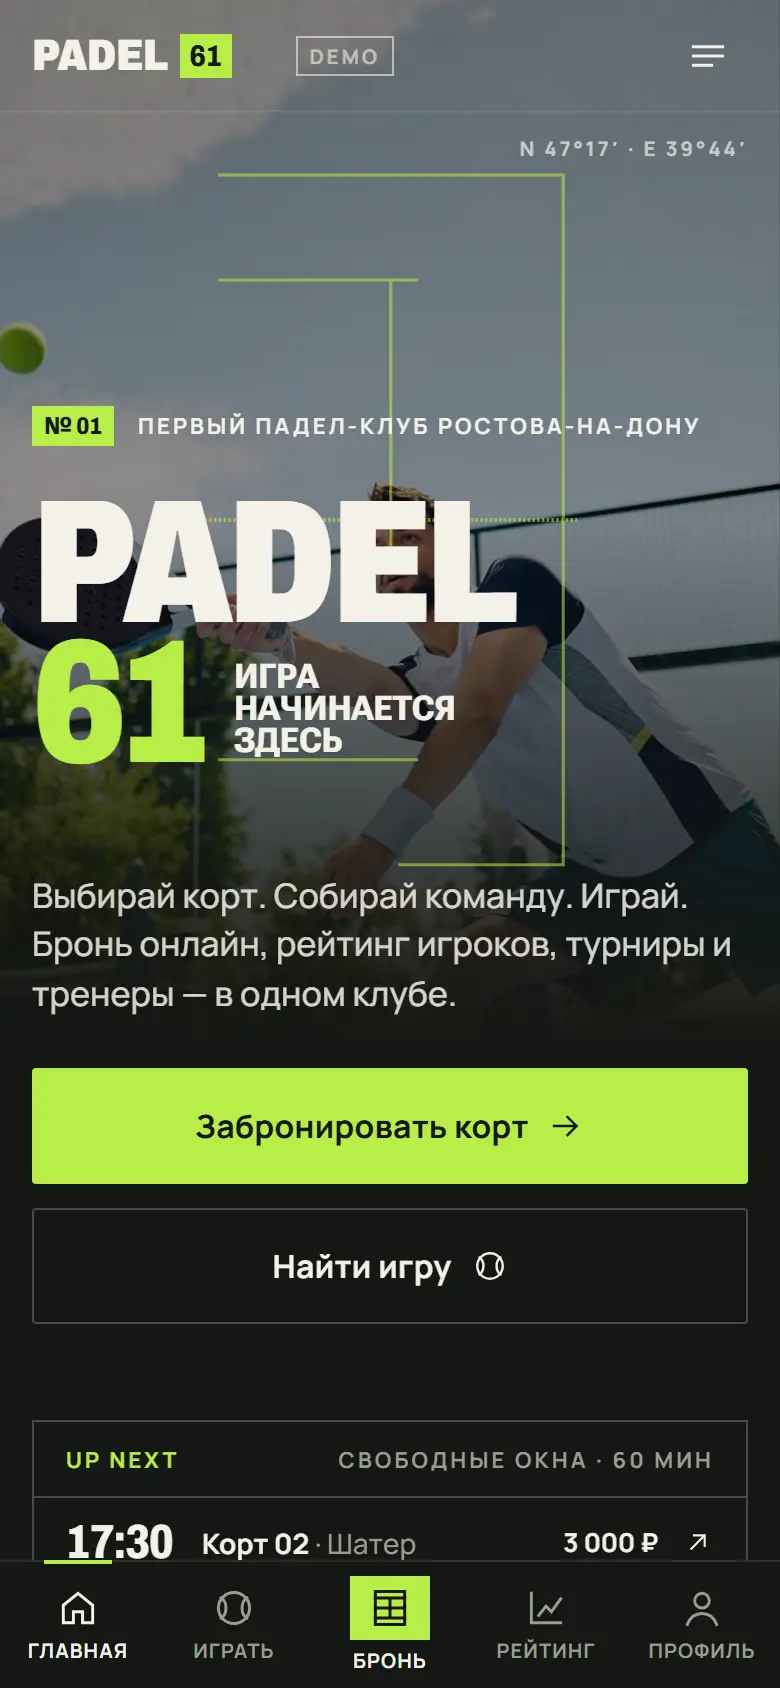 PADEL 61 DEMO
N 47°17′ · E 39°44′
№ 01 ПЕРВЫЙ ПАДЕЛ-КЛУБ РОСТОВА-НА-ДОНУ
PADEL
61
ИГРА
НАЧИНАЕТСЯ
ЗДЕСЬ
Выбирай корт. Собирай команду. Играй.
Бронь онлайн, рейтинг игроков, турниры и
тренеры — в одном клубе.
Забронировать корт →
Найти игру
UP NEXT СВОБОДНЫЕ ОКНА · 60 МИН
17:30 Корт 02 · Шатер 3 000 ₽ ↗
ГЛАВНАЯ ИГРАТЬ БРОНЬ РЕЙТИНГ ПРОФИЛЬ